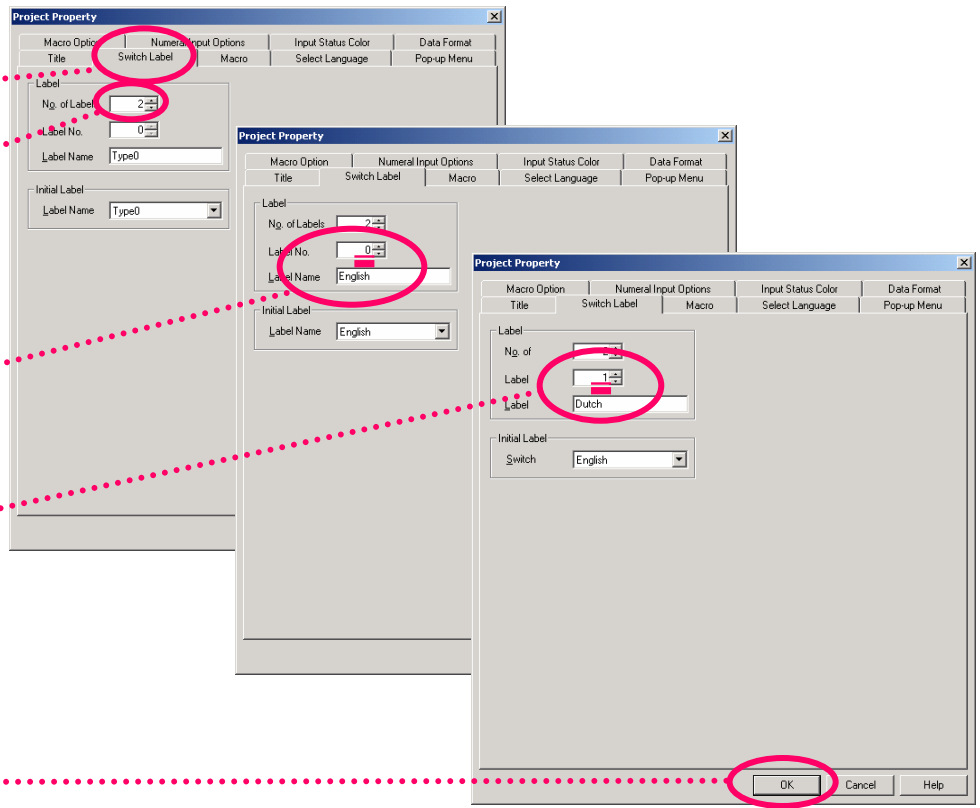 Project Property
Macro Option Numeral Input Options Input Status Color Data Format
Title Switch Label Macro Select Language Pop-up Menu
Label
No. of Labels 2
Label No. 0
Label Name Type0
Initial Label
Label Name Type0
Project Property
Macro Option Numeral Input Options Input Status Color Data Format
Title Switch Label Macro Select Language Pop-up Menu
Label
No. of Labels 2
Label No. 0
Label Name English
Initial Label
Label Name English
Project Property
Macro Option Numeral Input Options Input Status Color Data Format
Title Switch Label Macro Select Language Pop-up Menu
Label
No. of 2
Label 1
Label Dutch
Initial Label
Switch English
OK Cancel Help